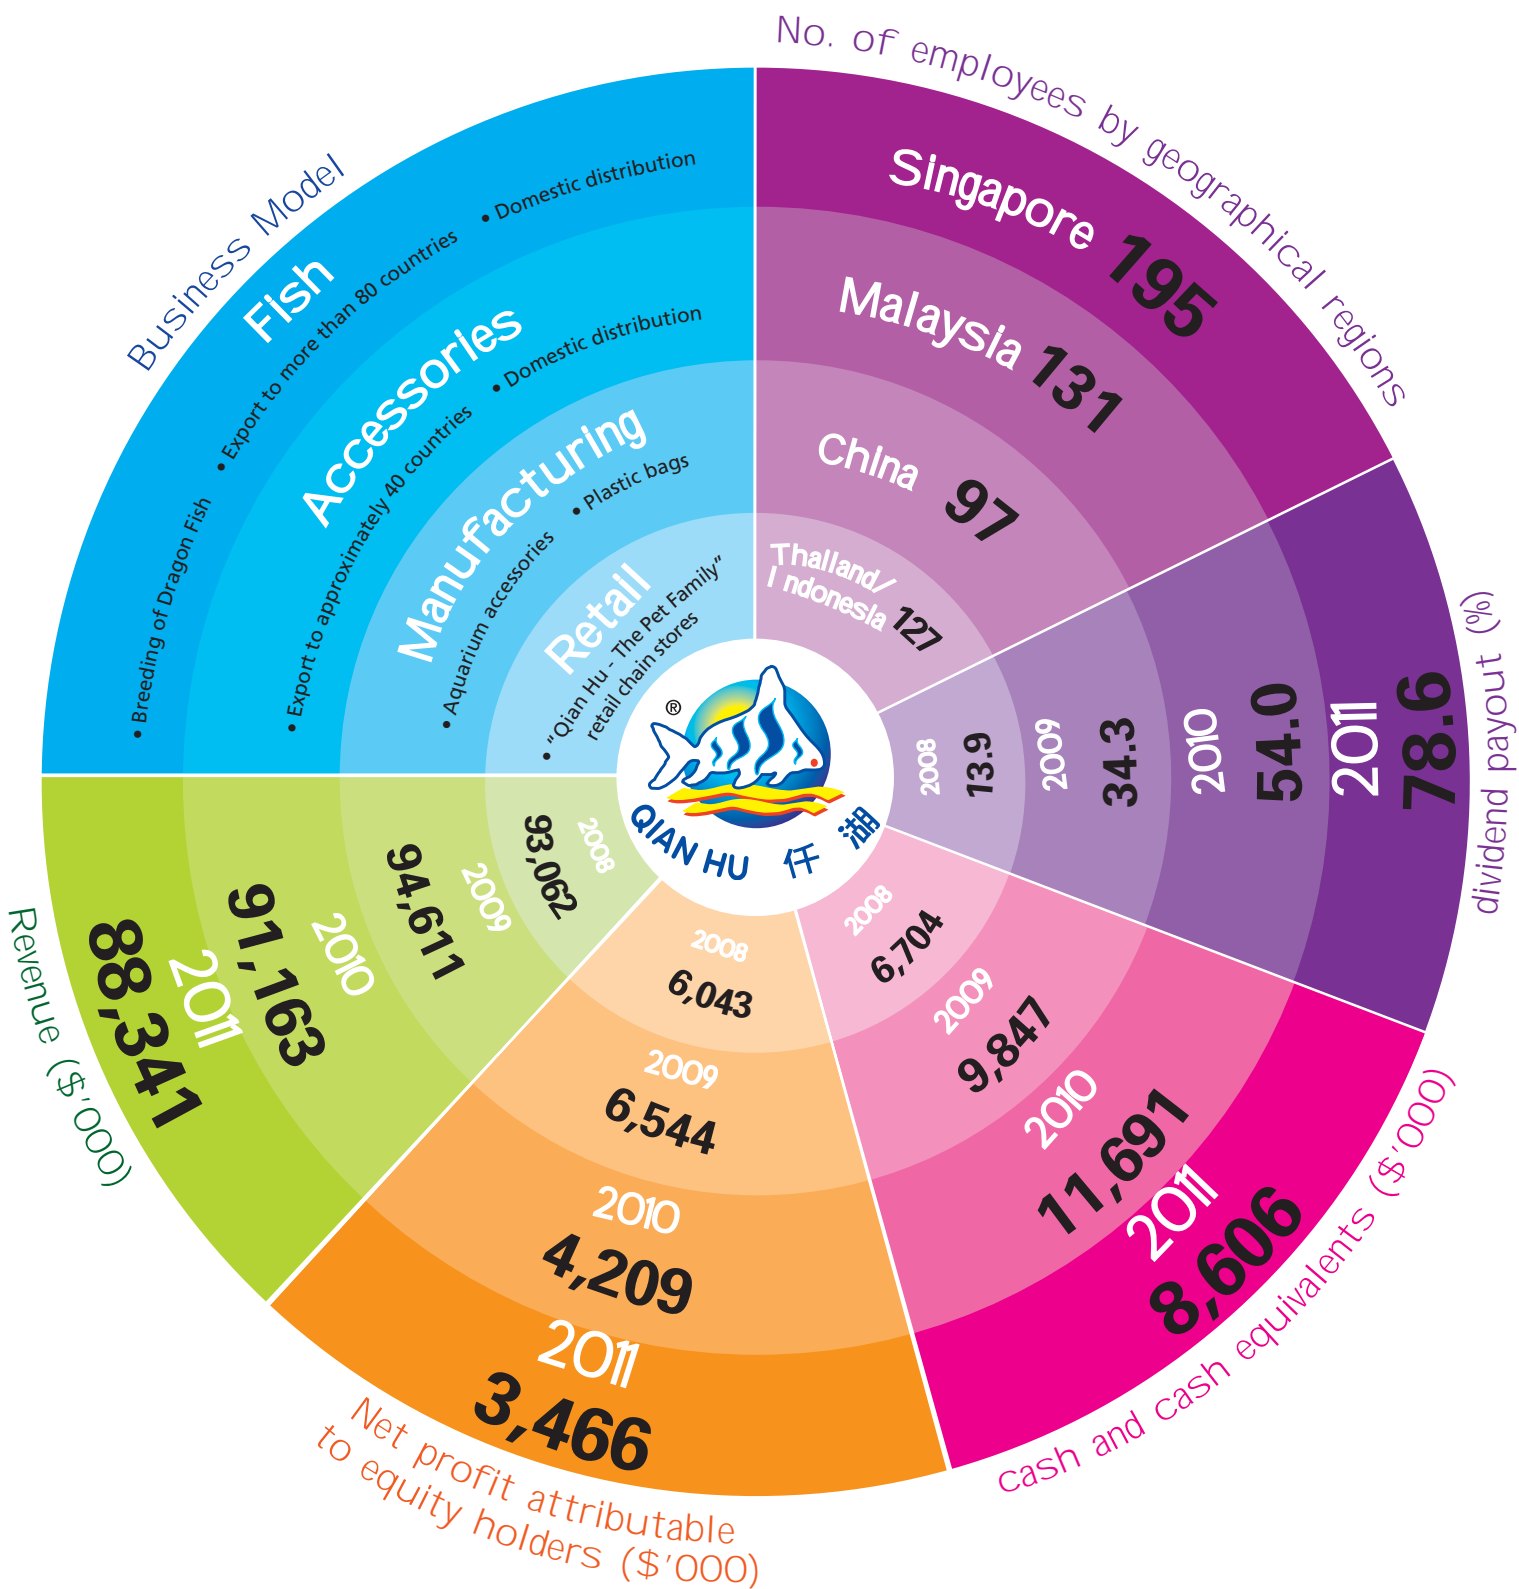 Business Model
Fish
• Breeding of Dragon Fish • Export to more than 80 countries • Domestic distribution
Accessories
• Export to approximately 40 countries • Domestic distribution
Manufacturing
• Aquarium accessories • Plastic bags
Retail
• "Qian Hu - The Pet Family"
retail chain stores
No. of employees by geographical regions
Singapore 195
Malaysia 131
China 97
Thailand/
Indonesia 127
dividend payout (%)
2008
13.9
2009
34.3
2010
54.0
2011
78.6
cash and cash equivalents ($'000)
2008
6,704
2009
9,847
2010
11,691
2011
8,606
Net profit attributable
to equity holders ($'000)
2008
6,043
2009
6,544
2010
4,209
2011
3,466
Revenue ($'000)
2008
93,062
2009
94,611
2010
91,163
2011
88,341
®
QIAN HU 仟湖